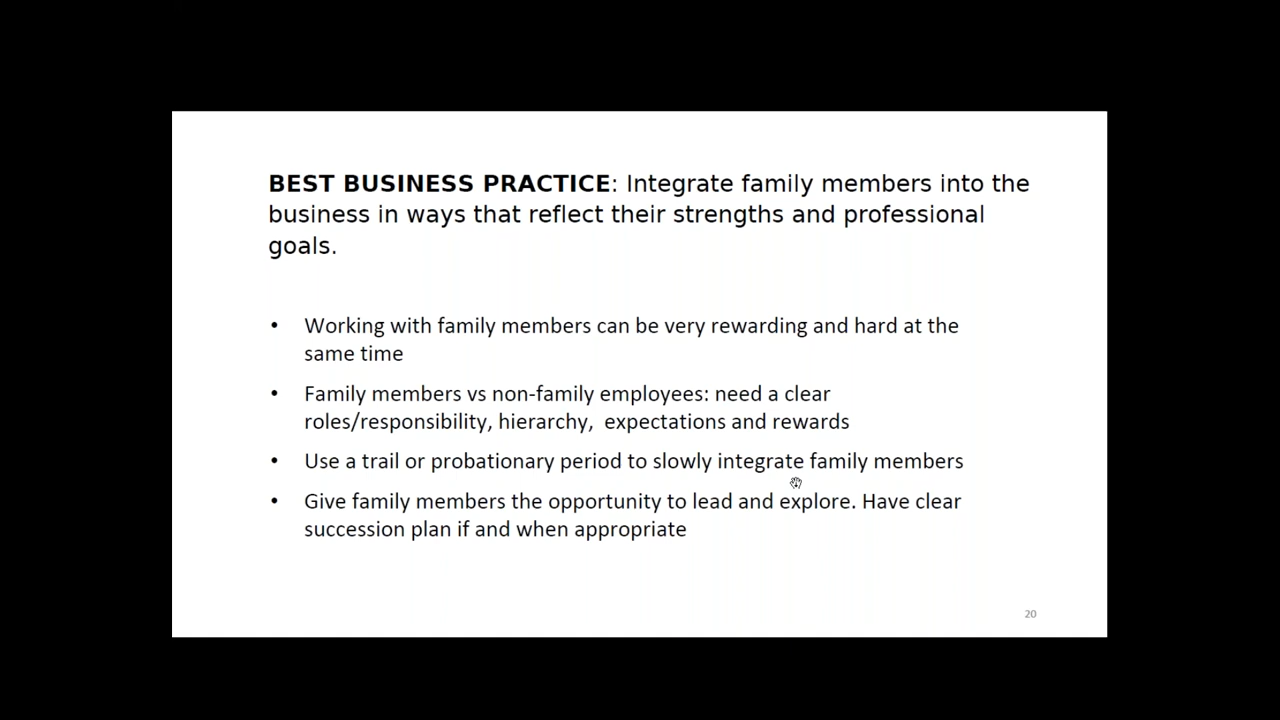 BEST BUSINESS PRACTICE: Integrate family members into the
business in ways that reflect their strengths and professional
goals.
• Working with family members can be very rewarding and hard at the
same time
• Family members vs non-family employees: need a clear
roles/responsibility, hierarchy,  expectations and rewards
• Use a trail or probationary period to slowly integrate family members
• Give family members the opportunity to lead and explore. Have clear
succession plan if and when appropriate
20